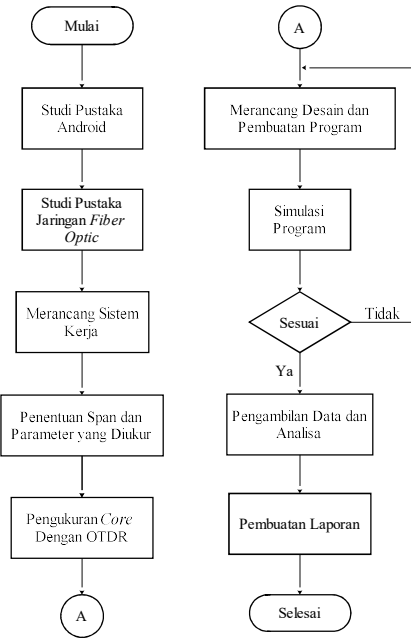 Mulai
Studi Pustaka
Android
Studi Pustaka
Jaringan Fiber
Optic
Merancang Sistem
Kerja
Penentuan Span dan
Parameter yang Diukur
Pengukuran Core
Dengan OTDR
A
A
Merancang Desain dan
Pembuatan Program
Simulasi
Program
Sesuai
Tidak
Ya
Pengambilan Data dan
Analisa
Pembuatan Laporan
Selesai